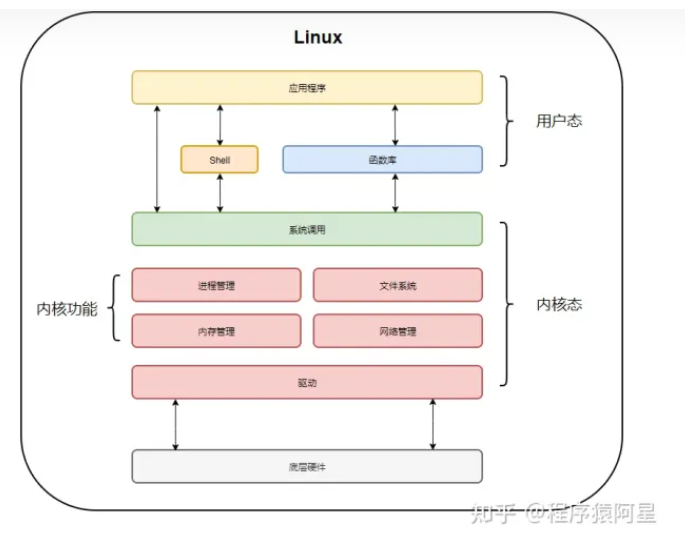 Linux
应用程序
用户态
Shell
函数库
系统调用
进程管理
文件系统
内核功能
内核态
内存管理
网络管理
驱动
底层硬件
知乎 @程序猿阿星